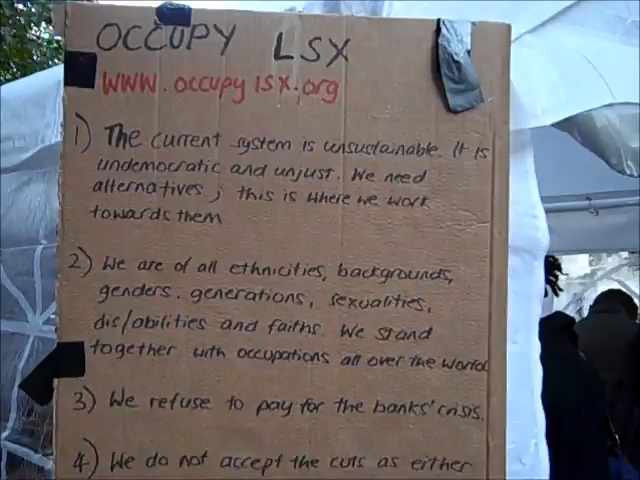 OCCUPY LSX
WWW.occupylsx.org
1) The current system is unsustainable. It is
undemocratic and unjust. We need
alternatives; this is where we work
towards them
2) We are of all ethnicities, backgrounds,
genders. generations, sexualities,
dis/abilities and faiths. We stand
together with occupations all over the world.
3) We refuse to pay for the banks' crisis.
4) We do not accept the cuts as either